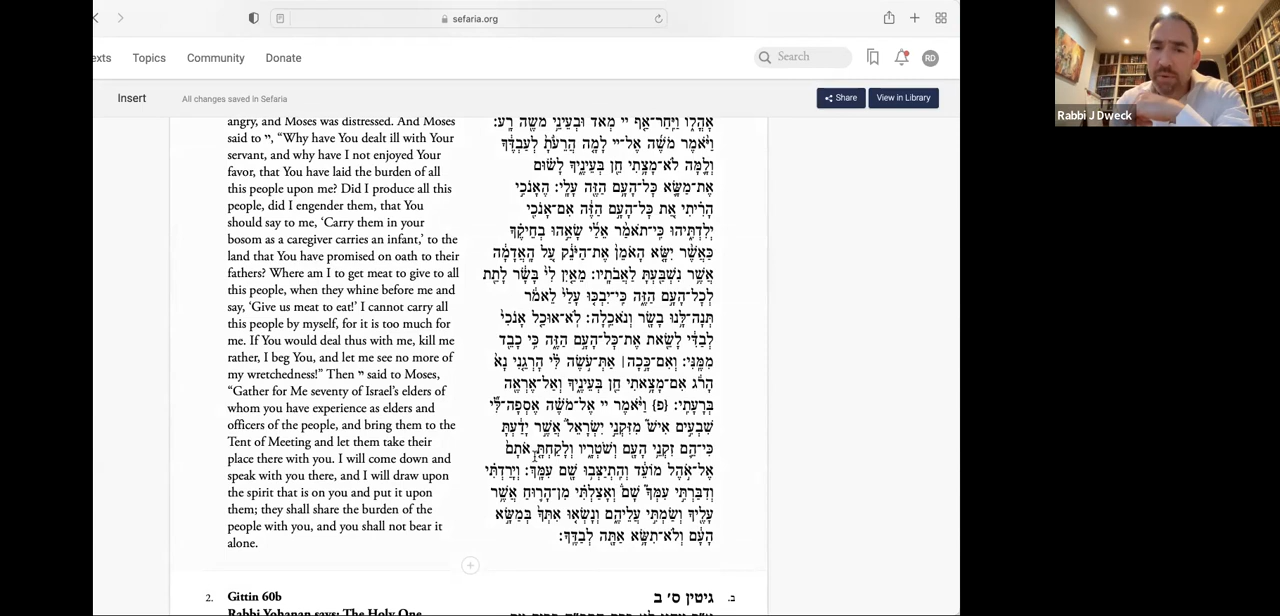 sefaria.org
exts Topics Community Donate
Search
RD
Insert
All changes saved in Sefaria
Share
View in Library
angry, and Moses was distressed. And Moses
said to יי, “Why have You dealt ill with Your
servant, and why have I not enjoyed Your
favor, that You have laid the burden of all
this people upon me? Did I produce all this
people, did I engender them, that You
should say to me, ‘Carry them in your
bosom as a caregiver carries an infant,’ to the
land that You have promised on oath to their
fathers? Where am I to get meat to give to all
this people, when they whine before me and
say, ‘Give us meat to eat!’ I cannot carry all
this people by myself, for it is too much for
me. If You would deal thus with me, kill me
rather, I beg You, and let me see no more of
my wretchedness!” Then יי said to Moses,
“Gather for Me seventy of Israel’s elders of
whom you have experience as elders and
officers of the people, and bring them to the
Tent of Meeting and let them take their
place there with you. I will come down and
speak with you there, and I will draw upon
the spirit that is on you and put it upon
them; they shall share the burden of the
people with you, and you shall not bear it
alone.
אׇהֳל֑וֹ וַיִּֽחַר־אַ֤ף יי מְאֹ֔ד וּבְעֵינֵ֥י מֹשֶׁ֖ה רָֽע׃
וַיֹּ֨אמֶר מֹשֶׁ֜ה אֶל־יי לָמָ֤ה הֲרֵעֹ֙תָ֙ לְעַבְדֶּ֔ךָ
וְלָ֛מָּה לֹא־מָצָ֥תִי חֵ֖ן בְּעֵינֶ֑יךָ לָשׂ֗וּם
אֶת־מַשָּׂ֛א כׇּל־הָעָ֥ם הַזֶּ֖ה עָלָֽי׃ הֶאָנֹכִ֣י
הָרִ֗יתִי אֵ֚ת כׇּל־הָעָ֣ם הַזֶּ֔ה אִם־אָנֹכִ֖י
יְלִדְתִּ֑יהוּ כִּֽי־תֹאמַ֨ר אֵלַ֜י שָׂאֵ֣הוּ בְחֵיקֶ֗ךָ
כַּאֲשֶׁ֨ר יִשָּׂ֤א הָאֹמֵן֙ אֶת־הַיֹּנֵ֔ק עַ֚ל הָֽאֲדָמָ֔ה
אֲשֶׁ֥ר נִשְׁבַּ֖עְתָּ לַאֲבֹתָֽיו׃ מֵאַ֤יִן לִי֙ בָּשָׂ֔ר לָתֵ֖ת
לְכׇל־הָעָ֣ם הַזֶּ֑ה כִּֽי־יִבְכּ֤וּ עָלַי֙ לֵאמֹ֔ר
תְּנָה־לָּ֥נוּ בָשָׂ֖ר וְנֹאכֵֽלָה׃ לֹֽא־אוּכַ֤ל אָנֹכִי֙
לְבַדִּ֔י לָשֵׂ֖את אֶת־כׇּל־הָעָ֣ם הַזֶּ֑ה כִּ֥י כָבֵ֖ד
מִמֶּֽנִּי׃ וְאִם־כָּ֣כָה ׀ אַתְּ־עֹ֣שֶׂה לִּ֗י הׇרְגֵ֤נִי נָא֙
הָרֹ֔ג אִם־מָצָ֥אתִי חֵ֖ן בְּעֵינֶ֑יךָ וְאַל־אֶרְאֶ֖ה
בְּרָעָתִֽי׃ {פ} וַיֹּ֨אמֶר יי אֶל־מֹשֶׁ֗ה אֶסְפָה־לִּ֞י
שִׁבְעִ֣ים אִישׁ֮ מִזִּקְנֵ֣י יִשְׂרָאֵל֒ אֲשֶׁ֣ר יָדַ֔עְתָּ
כִּי־הֵ֛ם זִקְנֵ֥י הָעָ֖ם וְשֹׁטְרָ֑יו וְלָקַחְתָּ֤ אֹתָם֙
אֶל־אֹ֣הֶל מוֹעֵ֔ד וְהִֽתְיַצְּב֥וּ שָׁ֖ם עִמָּֽךְ׃ וְיָרַדְתִּ֗י
וְדִבַּרְתִּ֣י עִמְּךָ֮ שָׁם֒ וְאָצַלְתִּ֗י מִן־הָר֛וּחַ אֲשֶׁ֥ר
עָלֶ֖יךָ וְשַׂמְתִּ֣י עֲלֵיהֶ֑ם וְנָשְׂא֤וּ אִתְּךָ֙ בְּמַשָּׂ֣א
הָעָ֔ם וְלֹא־תִשָּׂ֥א אַתָּ֖ה לְבַדֶּֽךָ׃
2. Gittin 60b
Rabbi Yohanan says: The Holy One
ב. גיטין ס׳ ב
Rabbi J Dweck